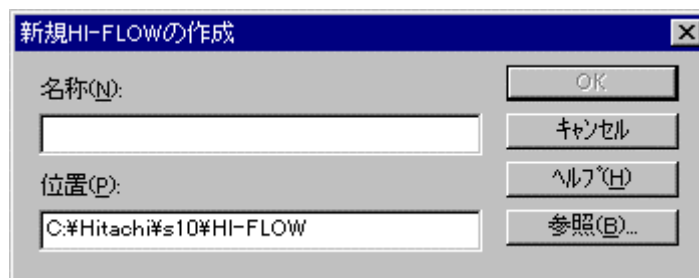 新規HI-FLOWの作成
名称(N):
OK
キャンセル
位置(P):
ヘルプ(H)
C:¥Hitachi¥s10¥HI-FLOW
参照(B)...